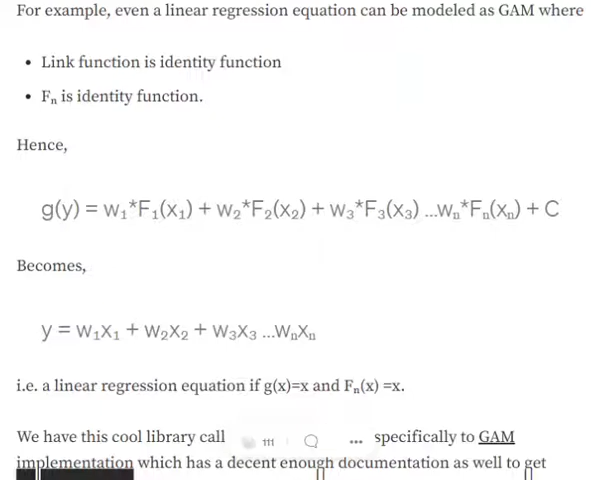 For example, even a linear regression equation can be modeled as GAM where
• Link function is identity function
• Fₙ is identity function.
Hence,
g(y) = w₁*F₁(x₁) + w₂*F₂(x₂) + w₃*F₃(x₃) ...wₙ*Fₙ(xₙ) + C
Becomes,
y = w₁x₁ + w₂x₂ + w₃x₃ ...wₙxₙ
i.e. a linear regression equation if g(x)=x and Fₙ(x) =x.
We have this cool library call 111 ... specifically to GAM
implementation which has a decent enough documentation as well to get